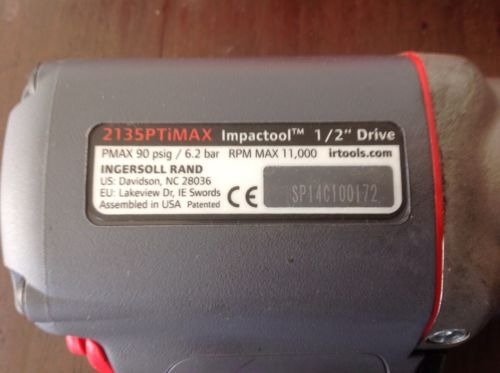 2135PTiMAX Impactool™ 1/2" Drive
PMAX 90 psig / 6.2 bar RPM MAX 11,000 irtools.com
INGERSOLL RAND
US: Davidson, NC 28036
EU: Lakeview Dr, IE Swords
Assembled in USA Patented
CE
SP14C100172